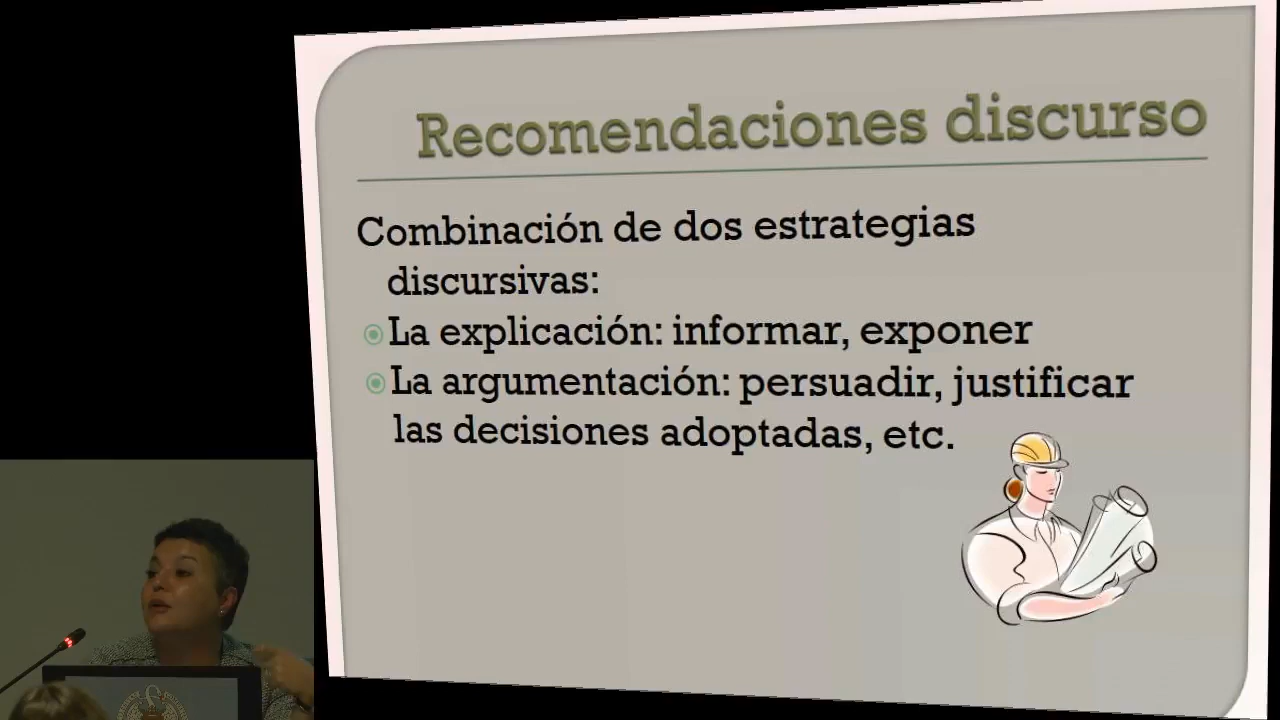 Recomendaciones discurso
Combinación de dos estrategias
discursivas:
La explicación: informar, exponer
La argumentación: persuadir, justificar
las decisiones adoptadas, etc.